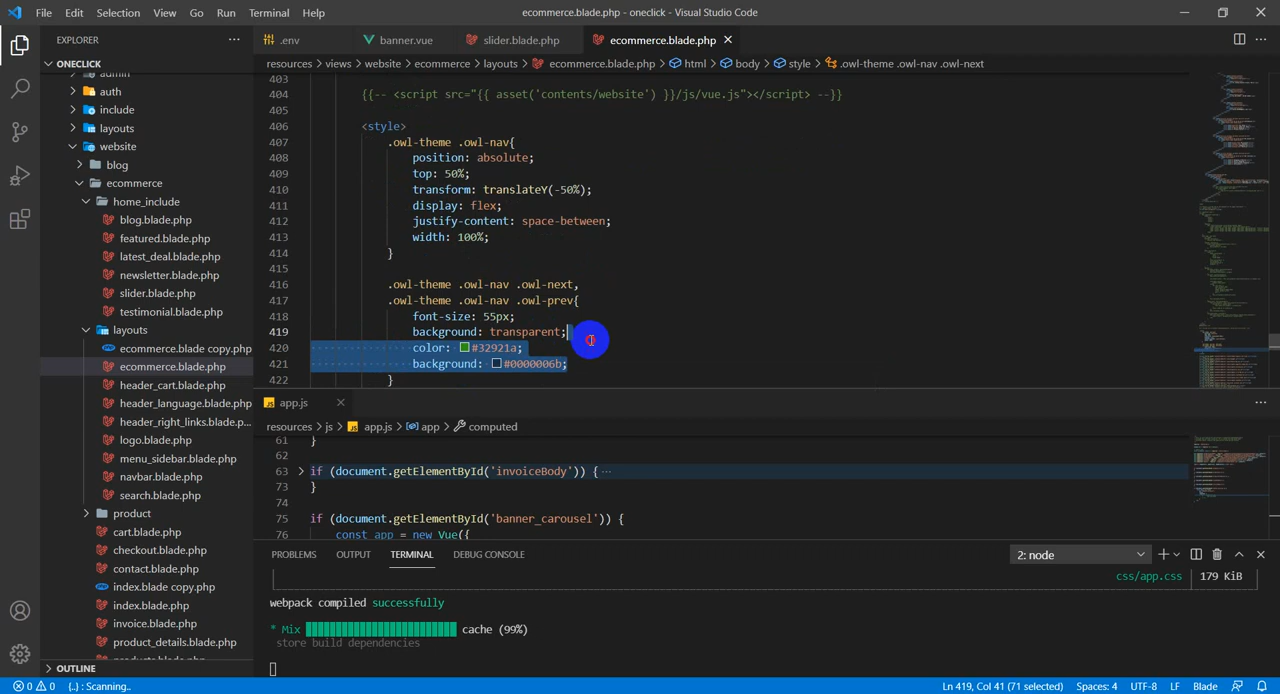 File Edit Selection View Go Run Terminal Help
ecommerce.blade.php - oneclick - Visual Studio Code
EXPLORER
.env
banner.vue
slider.blade.php
ecommerce.blade.php
ONECLICK
resources > views > website > ecommerce > layouts > ecommerce.blade.php > html > body > style > .owl-theme .owl-nav .owl-next
admin
auth
include
layouts
website
blog
ecommerce
home_include
blog.blade.php
featured.blade.php
latest_deal.blade.php
newsletter.blade.php
slider.blade.php
testimonial.blade.php
layouts
ecommerce.blade copy.php
ecommerce.blade.php
header_cart.blade.php
header_language.blade.php
header_right_links.blade.p...
logo.blade.php
menu_sidebar.blade.php
navbar.blade.php
search.blade.php
product
cart.blade.php
checkout.blade.php
contact.blade.php
index.blade copy.php
index.blade.php
invoice.blade.php
product_details.blade.php
OUTLINE
403
404 {{-- <script src="{{ asset('contents/website') }}/js/vue.js"></script> --}}
405
406 <style>
407 .owl-theme .owl-nav{
408 position: absolute;
409 top: 50%;
410 transform: translateY(-50%);
411 display: flex;
412 justify-content: space-between;
413 width: 100%;
414 }
415
416 .owl-theme .owl-nav .owl-next,
417 .owl-theme .owl-nav .owl-prev{
418 font-size: 55px;
419 background: transparent;
420 color: #32921a;
421 background: #0000006b;
422 }
app.js
resources > js > app.js > app > computed
61 }
62
63 if (document.getElementById('invoiceBody')) { ...
73 }
74
75 if (document.getElementById('banner_carousel')) {
76 const app = new Vue({
PROBLEMS OUTPUT TERMINAL DEBUG CONSOLE
2: node
css/app.css 179 KiB
webpack compiled successfully
* Mix cache (99%)
store build dependencies
0 0 {..} : Scanning..
Ln 419, Col 41 (71 selected) Spaces: 4 UTF-8 LF Blade